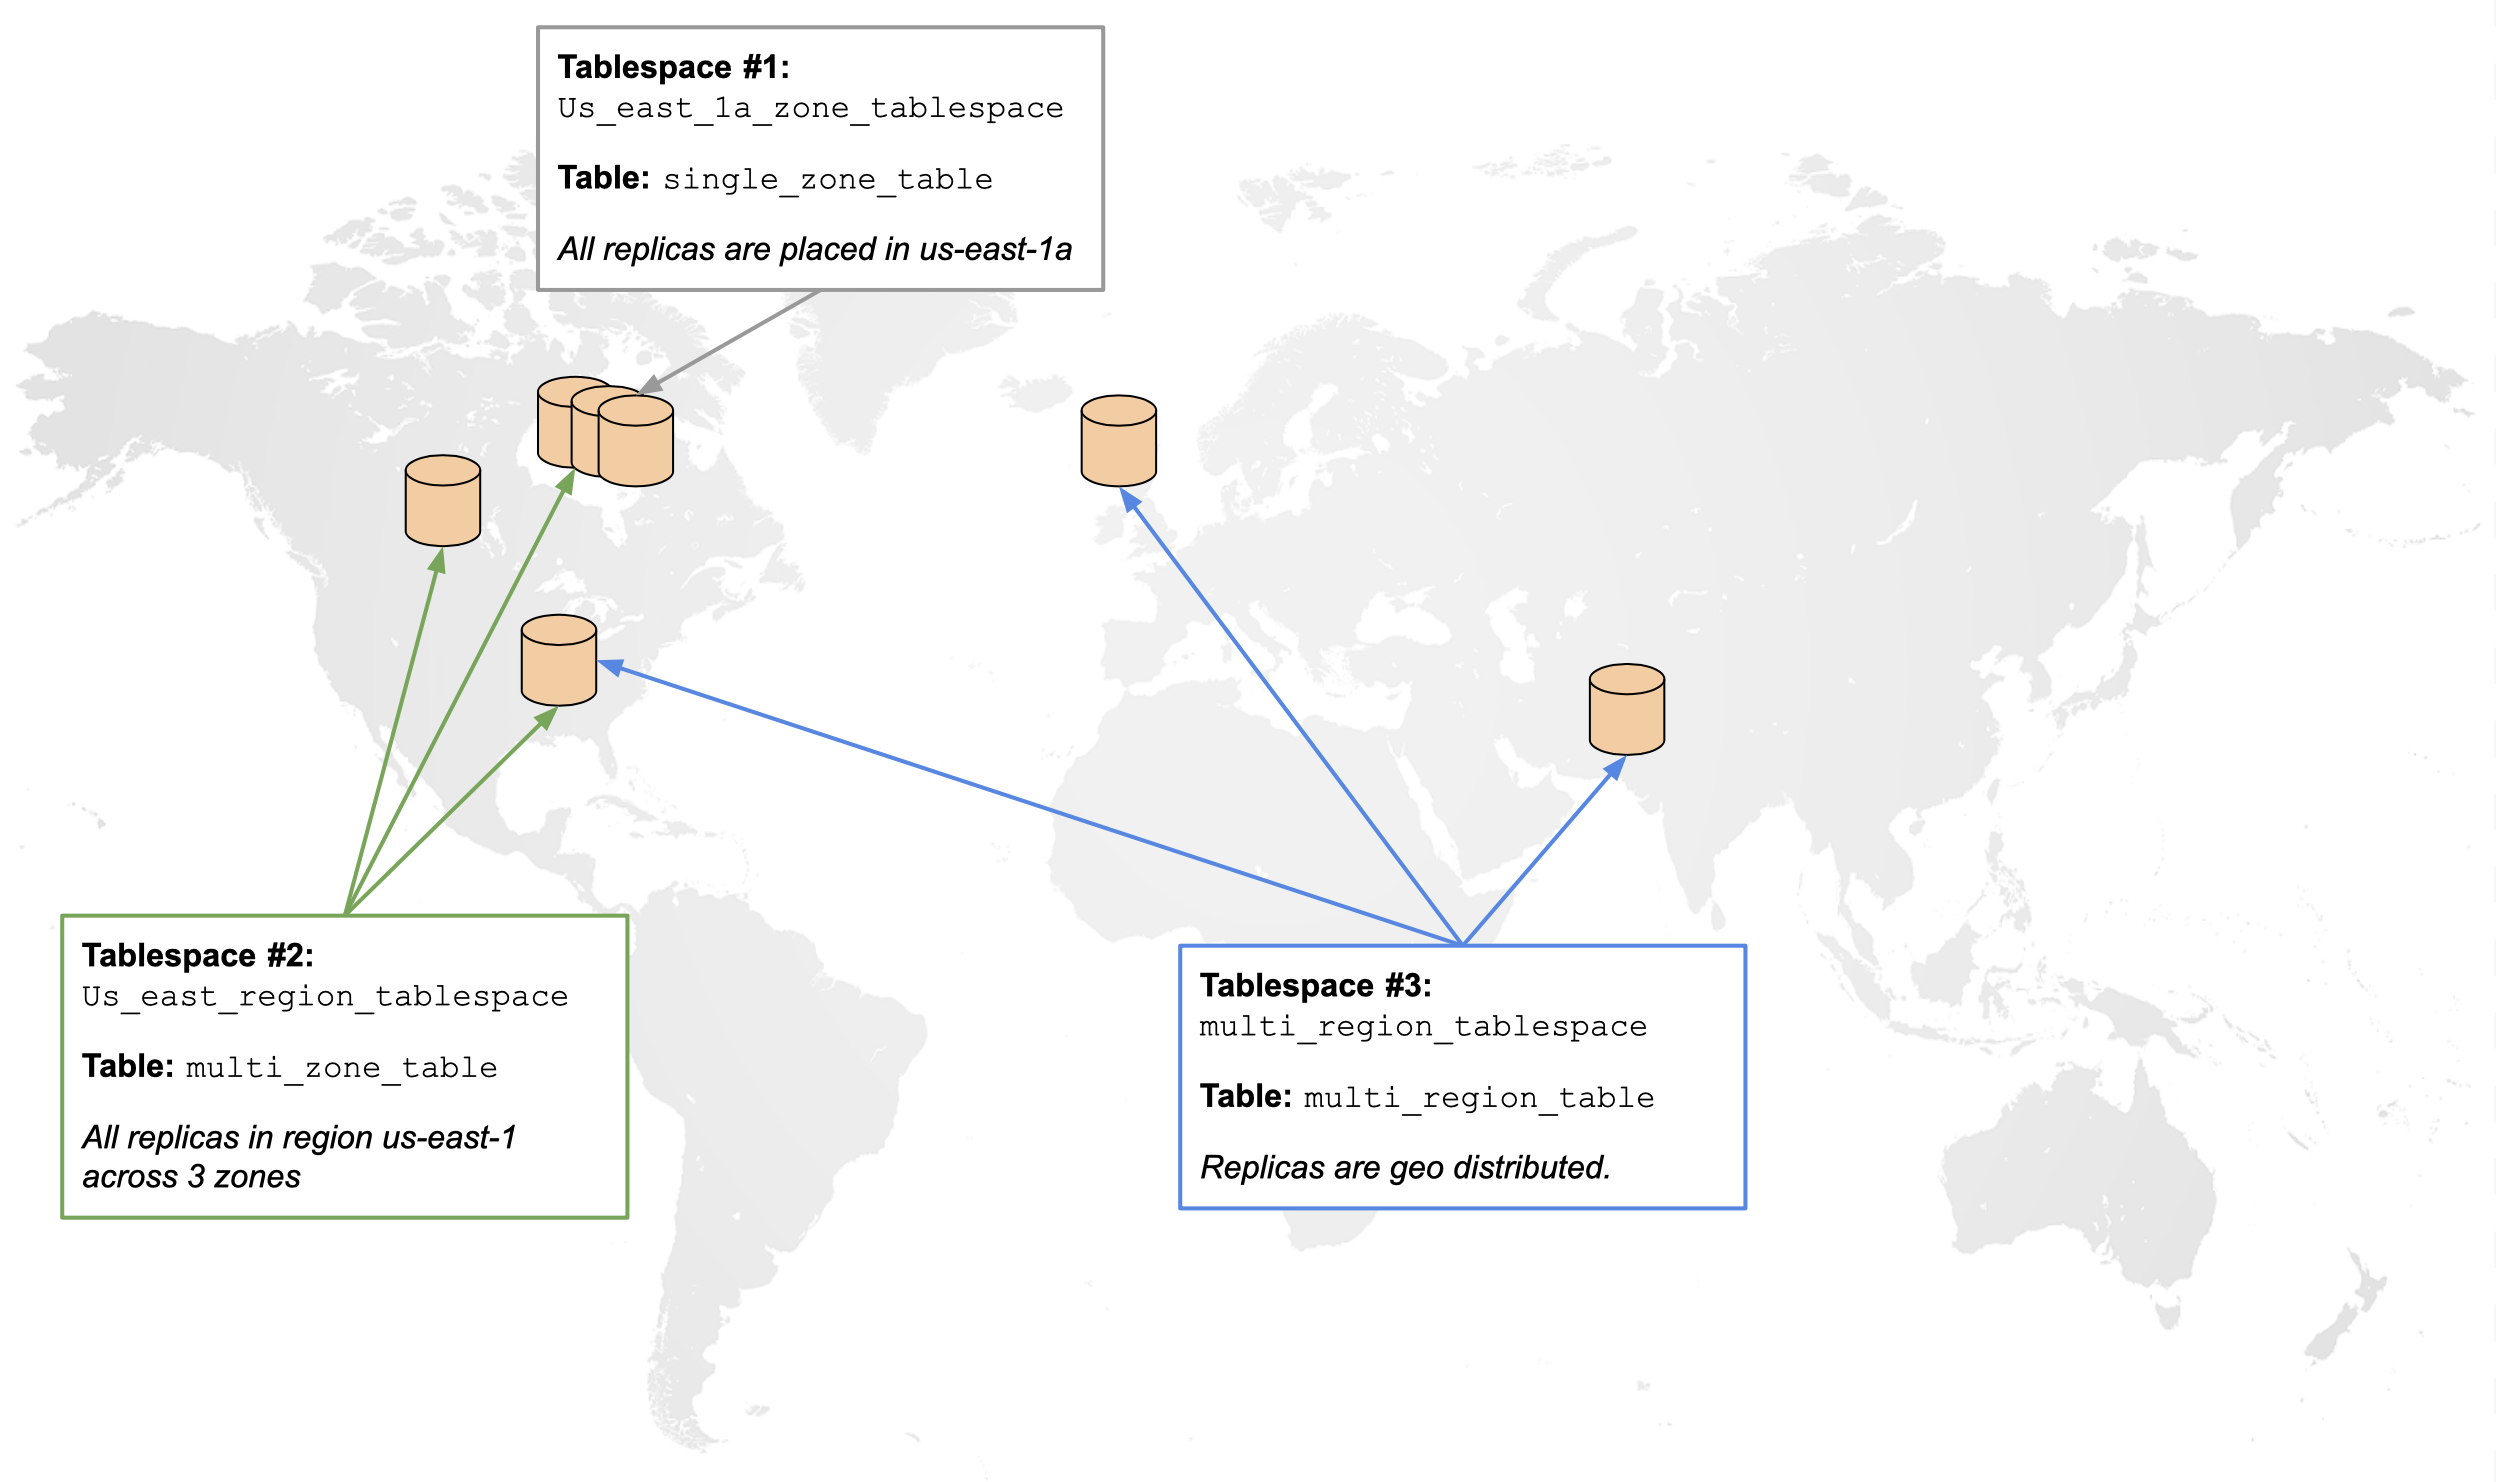 Tablespace #1:
Us_east_1a_zone_tablespace
Table: single_zone_table
All replicas are placed in us-east-1a
Tablespace #2:
Us_east_region_tablespace
Table: multi_zone_table
All replicas in region us-east-1
across 3 zones
Tablespace #3:
multi_region_tablespace
Table: multi_region_table
Replicas are geo distributed.